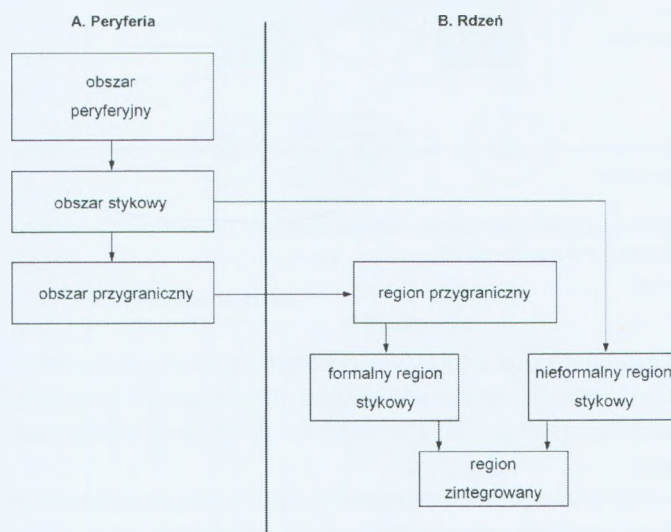 A. Peryferia
B. Rdzeń
obszar
peryferyjny
obszar stykowy
obszar przygraniczny
region przygraniczny
formalny region
stykowy
nieformalny region
stykowy
region
zintegrowany